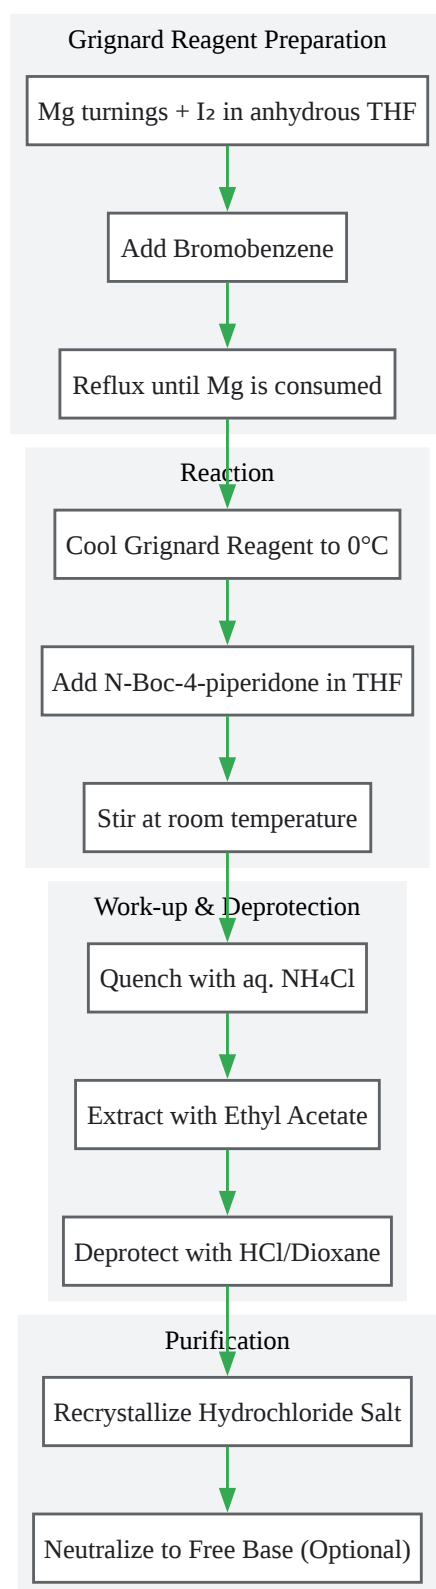 Grignard Reagent Preparation
Mg turnings + I₂ in anhydrous THF
Add Bromobenzene
Reflux until Mg is consumed
Reaction
Cool Grignard Reagent to 0°C
Add N-Boc-4-piperidone in THF
Stir at room temperature
Work-up & Deprotection
Quench with aq. NH₄Cl
Extract with Ethyl Acetate
Deprotect with HCl/Dioxane
Purification
Recrystallize Hydrochloride Salt
Neutralize to Free Base (Optional)